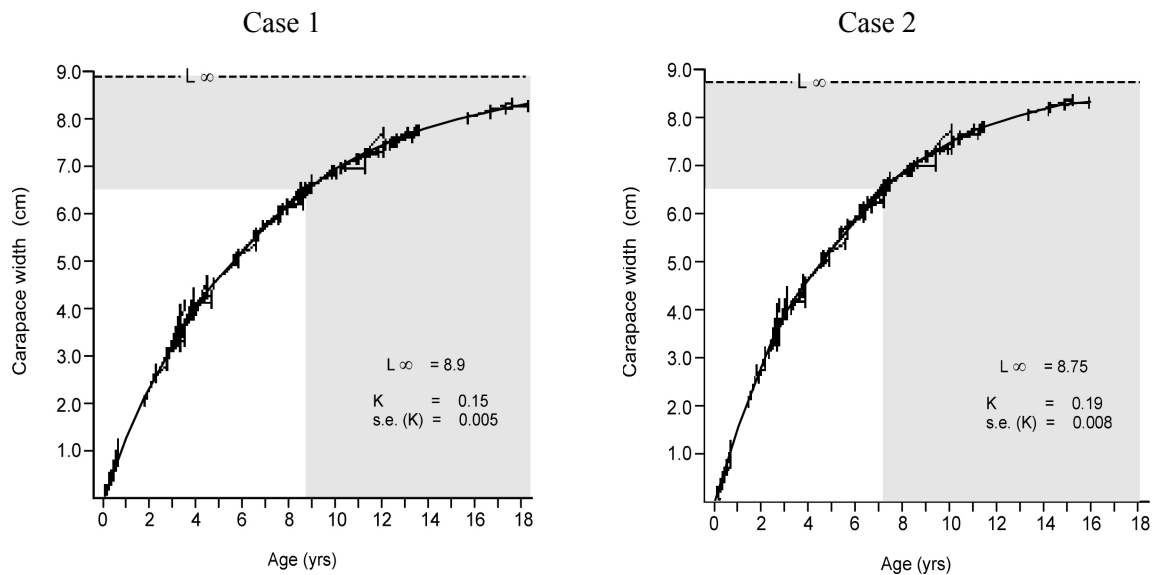 Case 1
Case 2
9.0
8.0
7.0
6.0
5.0
4.0
3.0
2.0
1.0
Carapace width (cm)
L ∞
L ∞ = 8.9
K = 0.15
s.e. (K) = 0.005
0 2 4 6 8 10 12 14 16 18
Age (yrs)
9.0
8.0
7.0
6.0
5.0
4.0
3.0
2.0
1.0
Carapace width (cm)
L ∞
L ∞ = 8.75
K = 0.19
s.e. (K) = 0.008
0 2 4 6 8 10 12 14 16 18
Age (yrs)